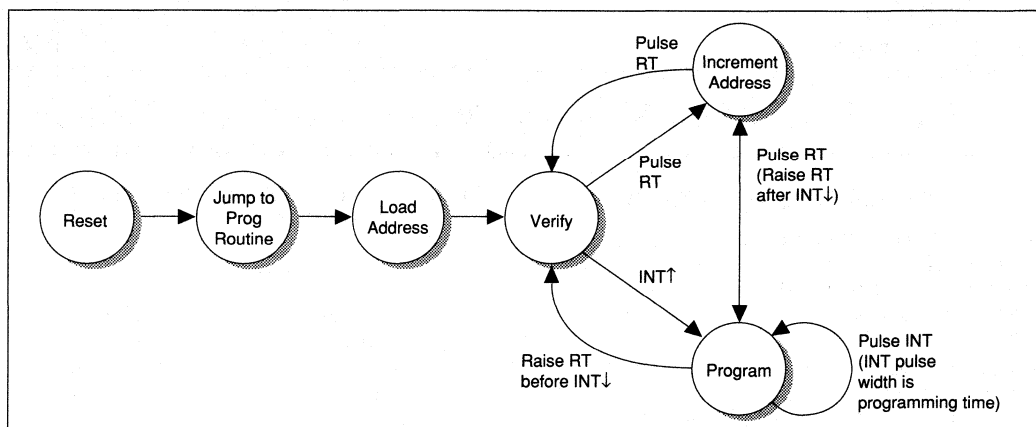 Reset
Jump to
Prog
Routine
Load
Address
Verify
Pulse
RT
Increment
Address
Pulse
RT
Pulse RT
(Raise RT
after INT↓)
INT↑
Raise RT
before INT↓
Program
Pulse INT
(INT pulse
width is
programming time)